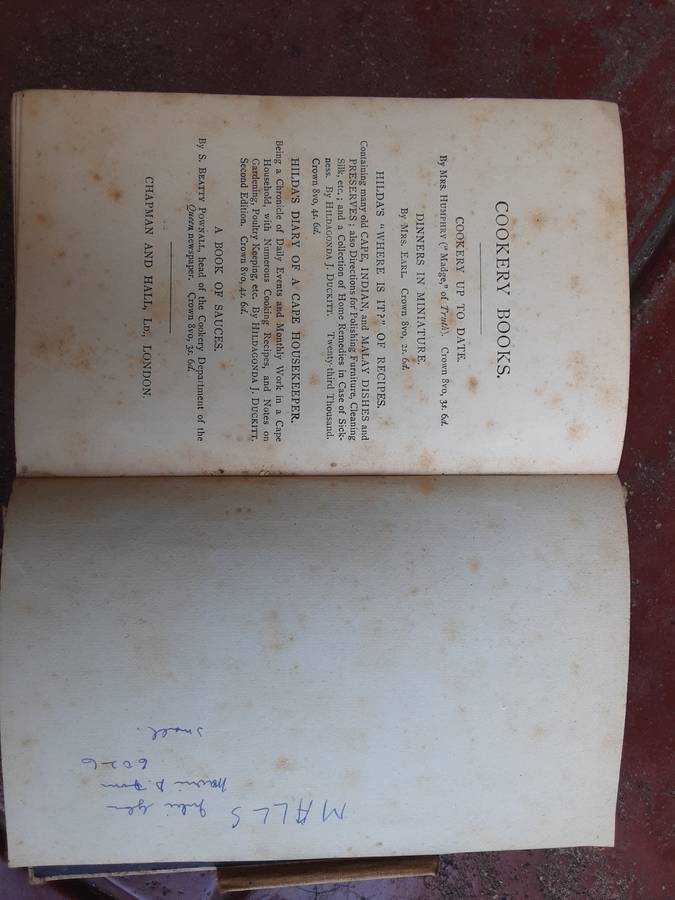 COOKERY BOOKS.
COOKERY UP TO DATE.
By MRS. HUMPHRY ("Madge," of Truth). Crown 8vo, 3s. 6d.
DINNERS IN MINIATURE.
By MRS. EARL. Crown 8vo, 2s. 6d.
HILDA'S "WHERE IS IT?" OF RECIPES.
Containing many old CAPE, INDIAN, and MALAY DISHES and
PRESERVES; also Directions for Polishing Furniture, Cleaning
Silk, etc.; and a Collection of Home Remedies in Case of Sick-
ness. By HILDAGONDA J. DUCKITT. Twenty-third Thousand.
Crown 8vo, 4s. 6d.
HILDA'S DIARY OF A CAPE HOUSEKEEPER.
Being a Chronicle of Daily Events and Monthly Work in a Cape
Household, with Numerous Cooking Recipes, and Notes on
Gardening, Poultry Keeping, etc. By HILDAGONDA J. DUCKITT.
Second Edition. Crown 8vo, 4s. 6d.
A BOOK OF SAUCES.
By S. BEATTY POWNALL, head of the Cookery Department of the
Queen newspaper. Crown 8vo, 3s. 6d.
CHAPMAN AND HALL, LD., LONDON.
MALLS
6026
small.